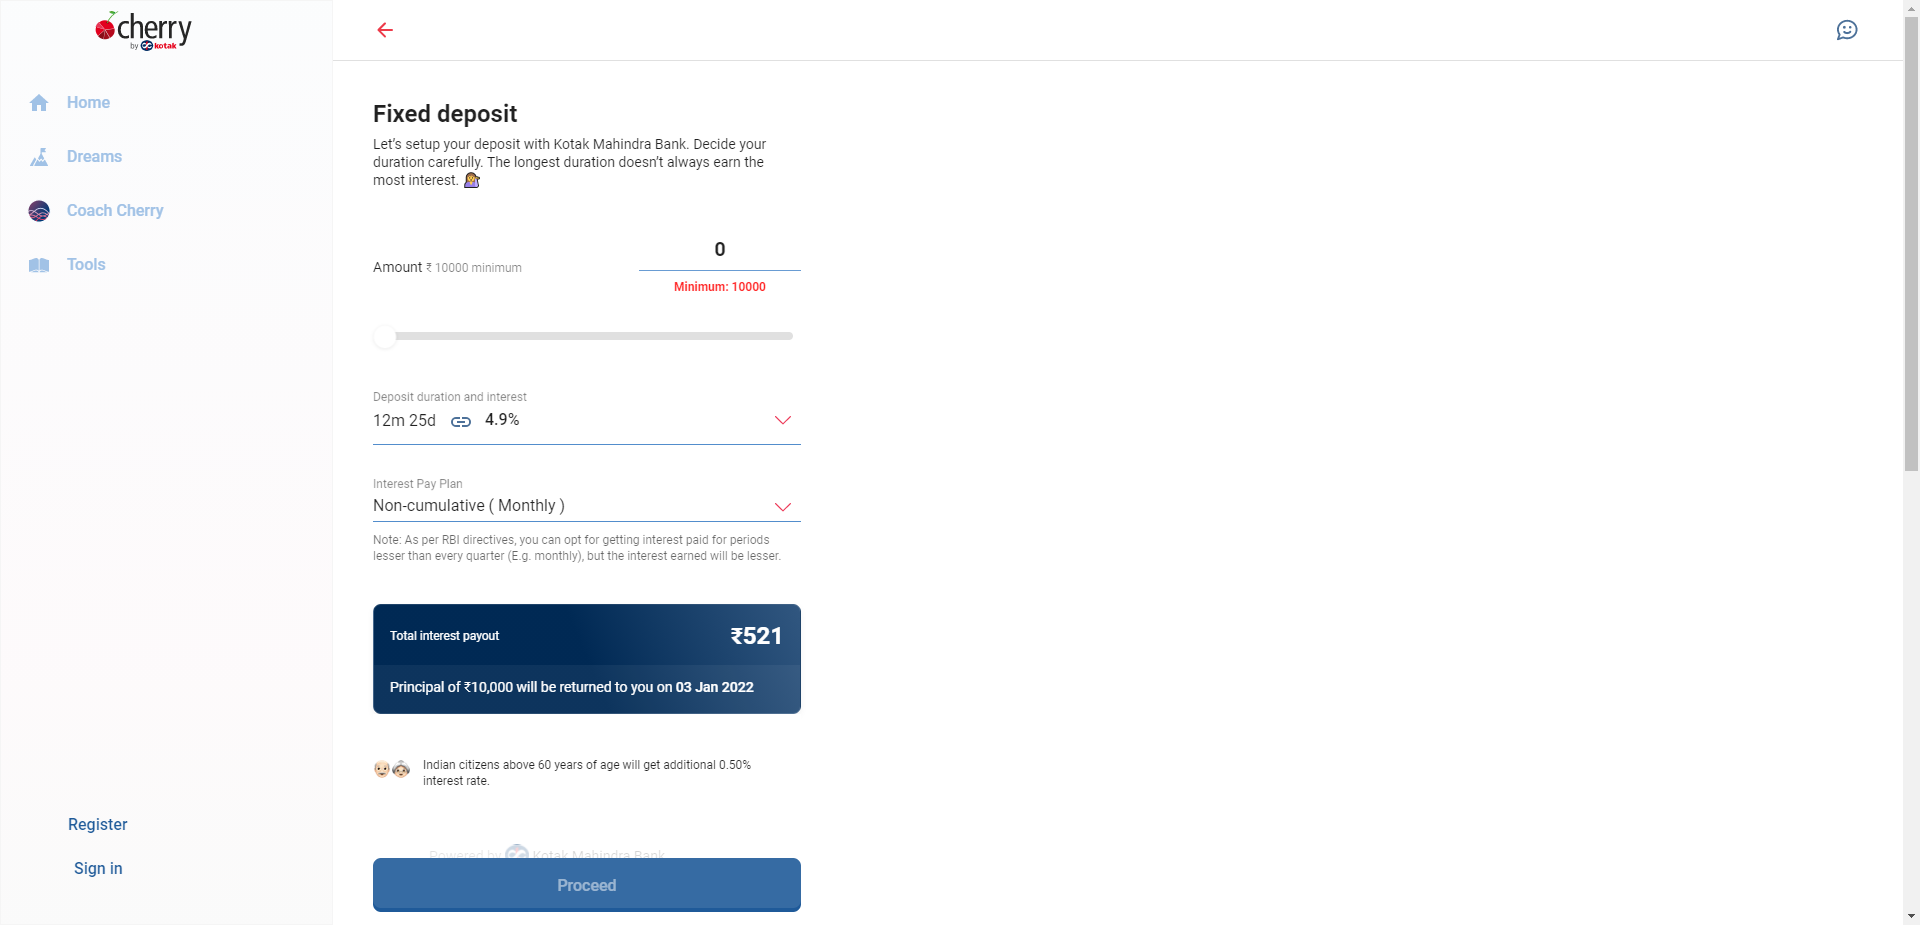 cherry
by kotak
Home
Dreams
Coach Cherry
Tools
Register
Sign in
Fixed deposit
Let's setup your deposit with Kotak Mahindra Bank. Decide your
duration carefully. The longest duration doesn't always earn the
most interest.
Amount ₹ 10000 minimum
0
Minimum: 10000
Deposit duration and interest
12m 25d 4.9%
Interest Pay Plan
Non-cumulative ( Monthly )
Note: As per RBI directives, you can opt for getting interest paid for periods
lesser than every quarter (E.g. monthly), but the interest earned will be lesser.
Total interest payout ₹521
Principal of ₹10,000 will be returned to you on 03 Jan 2022
Indian citizens above 60 years of age will get additional 0.50%
interest rate.
Powered by Kotak Mahindra Bank
Proceed